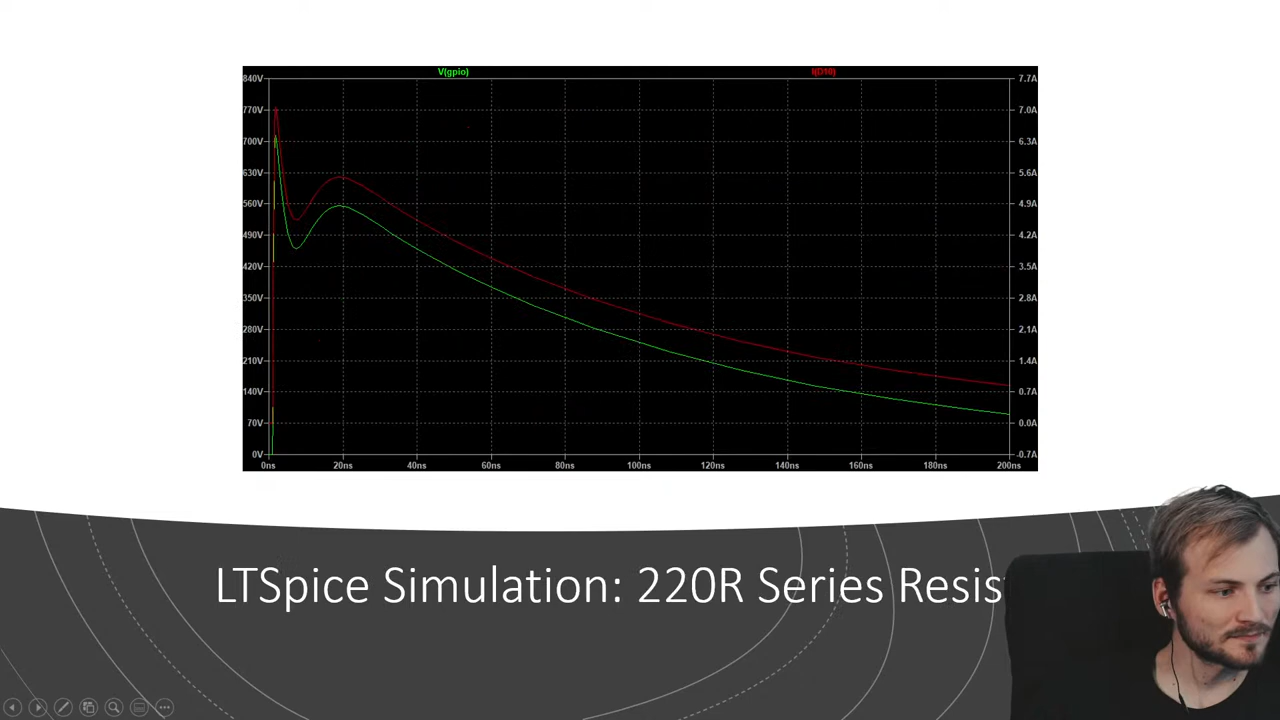 V(gpio) I(D10)
840V 7.7A
770V 7.0A
700V 6.3A
630V 5.6A
560V 4.9A
490V 4.2A
420V 3.5A
350V 2.8A
280V 2.1A
210V 1.4A
140V 0.7A
70V 0.0A
0V -0.7A
0ns 20ns 40ns 60ns 80ns 100ns 120ns 140ns 160ns 180ns 200ns
LTSpice Simulation: 220R Series Resis